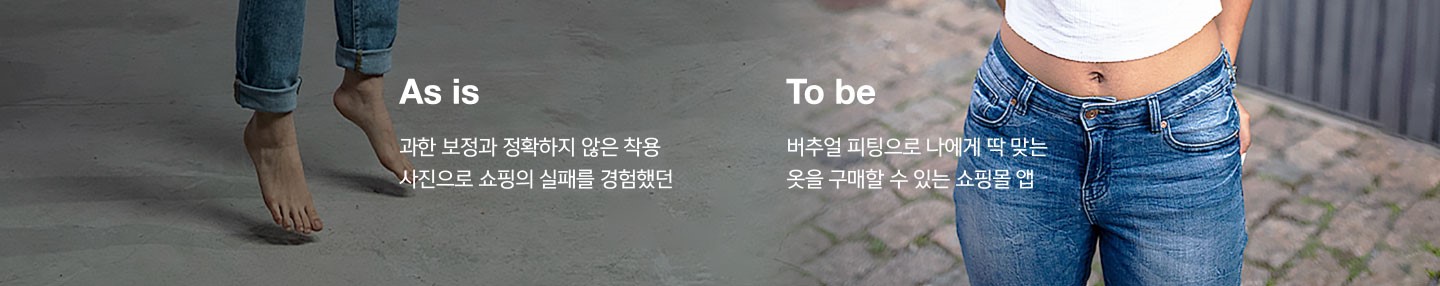 As is
과한 보정과 정확하지 않은 착용
사진으로 쇼핑의 실패를 경험했던
To be
버추얼 피팅으로 나에게 딱 맞는
옷을 구매할 수 있는 쇼핑몰 앱